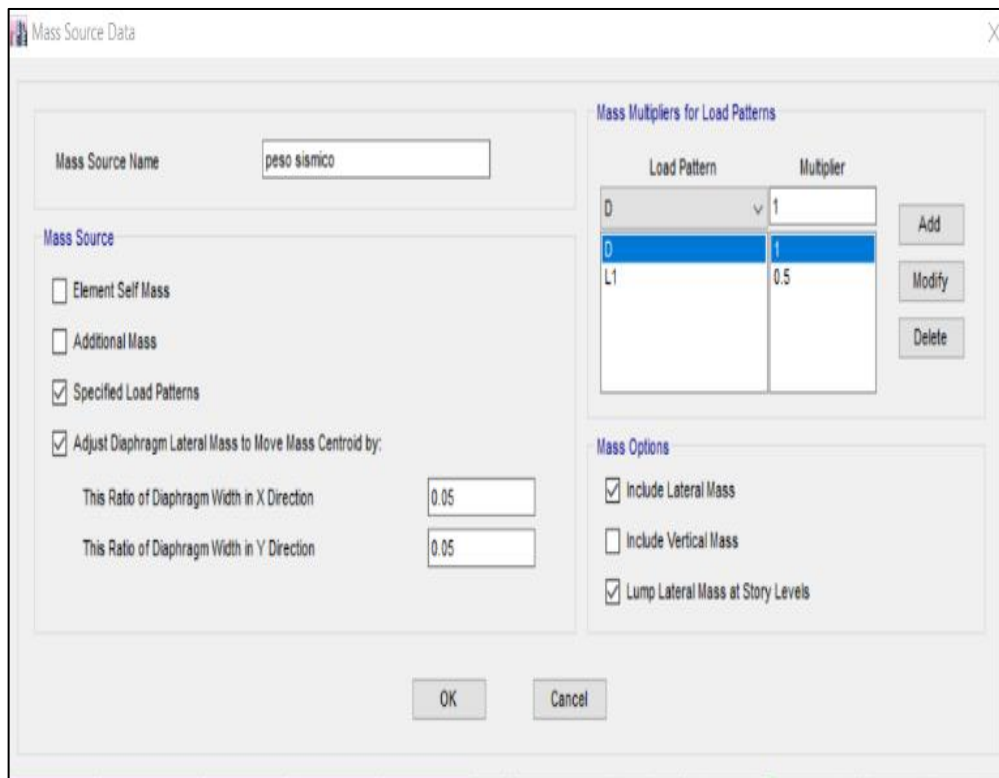 Mass Source Data
Mass Source Name
peso sismico
Mass Source
Element Self Mass
Additional Mass
Specified Load Patterns
Adjust Diaphragm Lateral Mass to Move Mass Centroid by:
This Ratio of Diaphragm Width in X Direction
0.05
This Ratio of Diaphragm Width in Y Direction
0.05
Mass Multipliers for Load Patterns
Load Pattern Multiplier
D 1
D 1
L1 0.5
Add
Modify
Delete
Mass Options
Include Lateral Mass
Include Vertical Mass
Lump Lateral Mass at Story Levels
OK Cancel